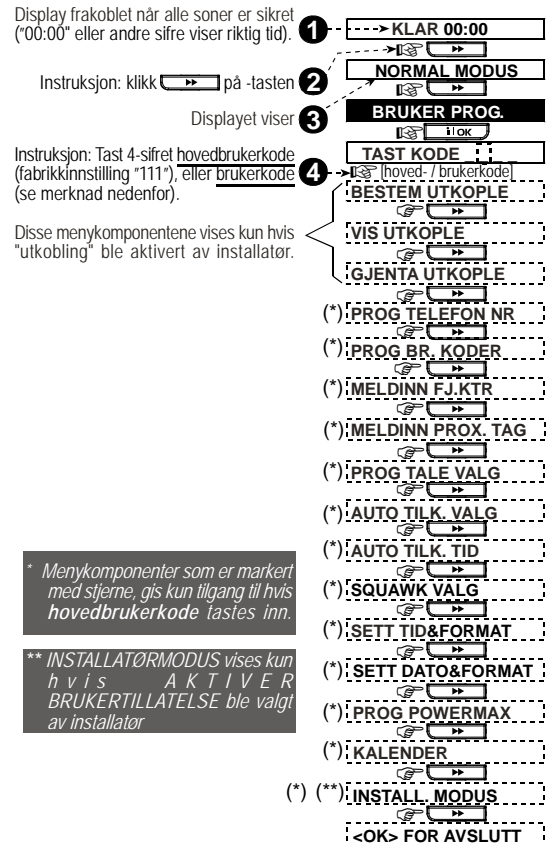 Display frakoblet når alle soner er sikret
("00:00" eller andre sifre viser riktig tid).
1
KLAR 00:00
Instruksjon: klikk på -tasten
2
NORMAL MODUS
Displayet viser
3
BRUKER PROG.
i OK
TAST KODE _ _ _ _
Instruksjon: Tast 4-sifret hovedbrukerkode
(fabrikkinnstilling "111"), eller brukerkode
(se merknad nedenfor).
4
[hoved- / brukerkode]
Disse menykomponentene vises kun hvis
"utkobling" ble aktivert av installatør.
BESTEM UTKOPLE
VIS UTKOPLE
GJENTA UTKOPLE
(*) PROG TELEFON NR
(*) PROG BR. KODER
(*) MELDINN FJ.KTR
(*) MELDINN PROX. TAG
(*) PROG TALE VALG
(*) AUTO TILK. VALG
(*) AUTO TILK. TID
(*) SQUAWK VALG
(*) SETT TID&FORMAT
(*) SETT DATO&FORMAT
(*) PROG POWERMAX
(*) KALENDER
(*) (**) INSTALL. MODUS
<OK> FOR AVSLUTT
* Menykomponenter som er markert
med stjerne, gis kun tilgang til hvis
hovedbrukerkode tastes inn.
** INSTALLATØRMODUS vises kun
hvis AKTIVER
BRUKERTILLATELSE ble valgt
av installatør